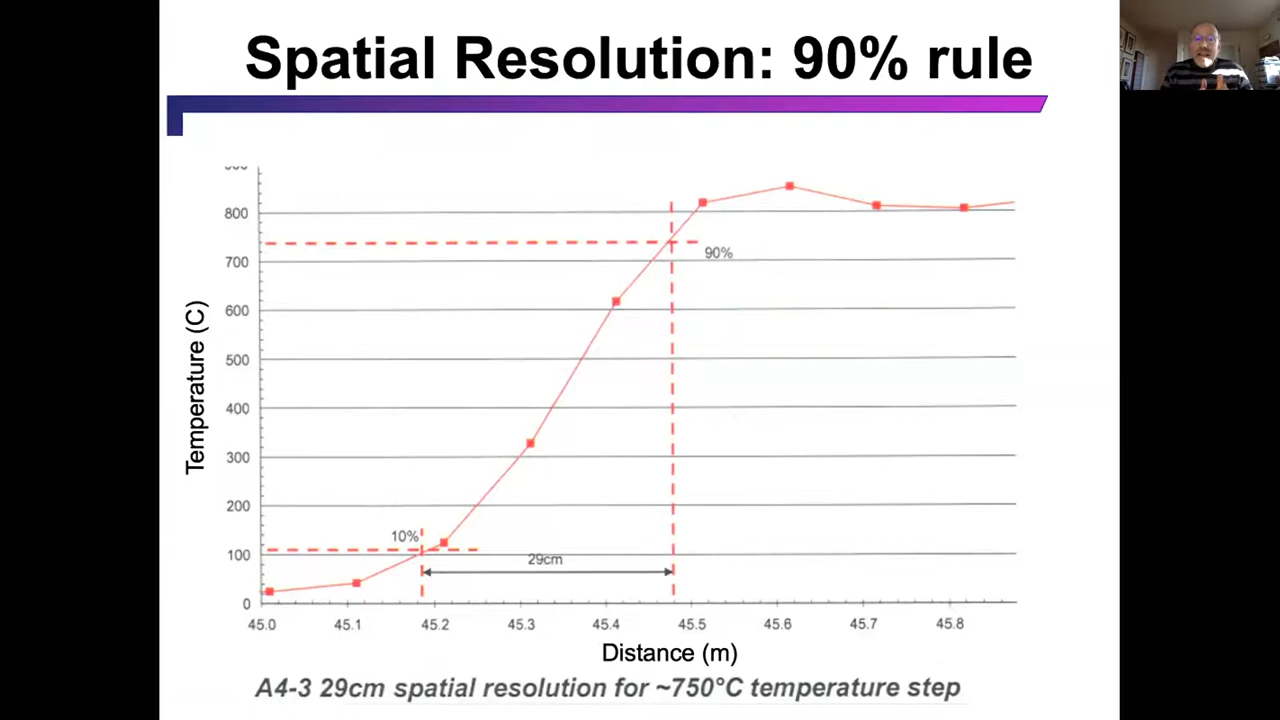 Spatial Resolution: 90% rule
800
700
600
500
400
300
200
100
0
90%
10%
29cm
45.0 45.1 45.2 45.3 45.4 45.5 45.6 45.7 45.8
Temperature (C)
Distance (m)
A4-3 29cm spatial resolution for ~750°C temperature step